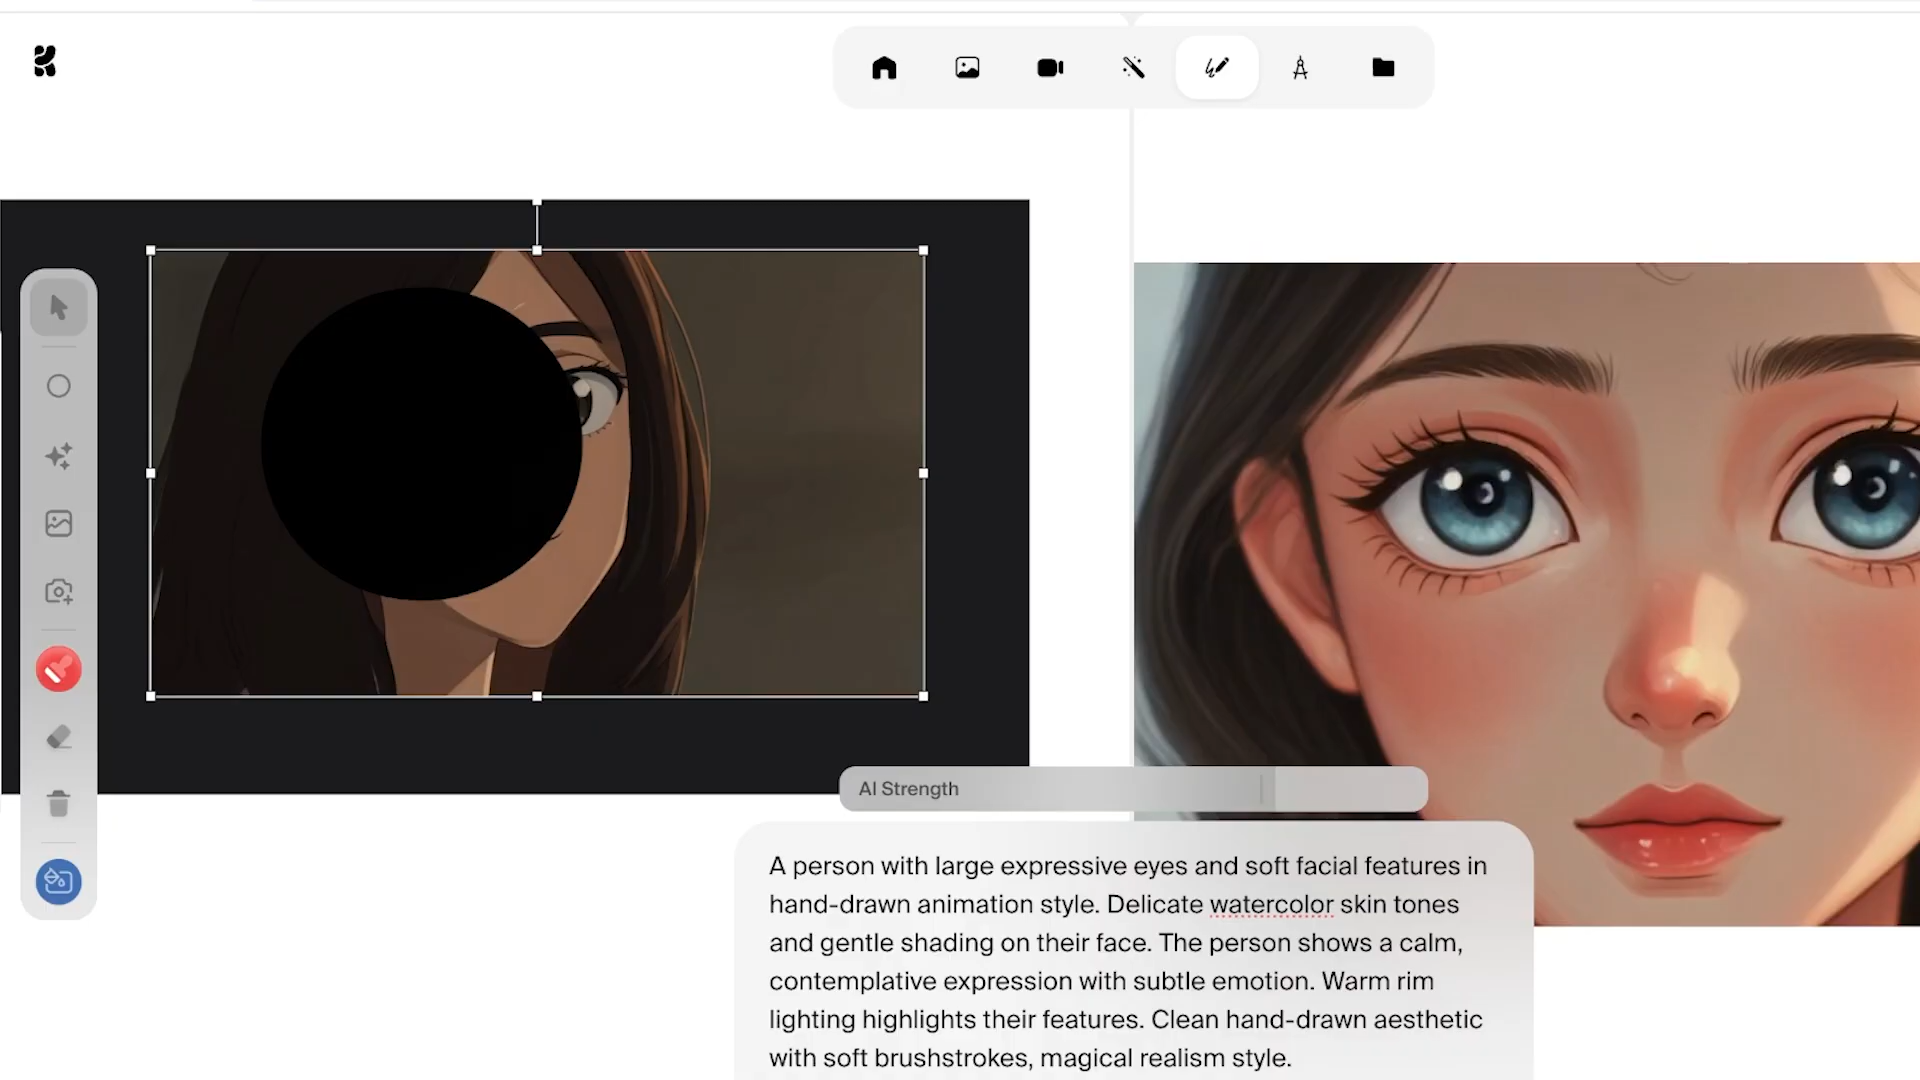 AI Strength
A person with large expressive eyes and soft facial features in
hand-drawn animation style. Delicate watercolor skin tones
and gentle shading on their face. The person shows a calm,
contemplative expression with subtle emotion. Warm rim
lighting highlights their features. Clean hand-drawn aesthetic
with soft brushstrokes, magical realism style.